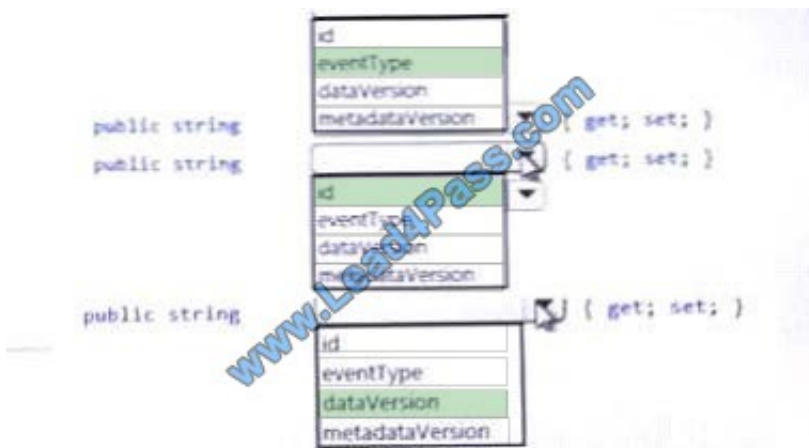 id
eventType
dataVersion
public string metadataVersion { get; set; }
public string { get; set; }
id
eventType
dataVersion
metadataVersion
public string { get; set; }
id
eventType
dataVersion
metadataVersion
www.Lead4Pass.com